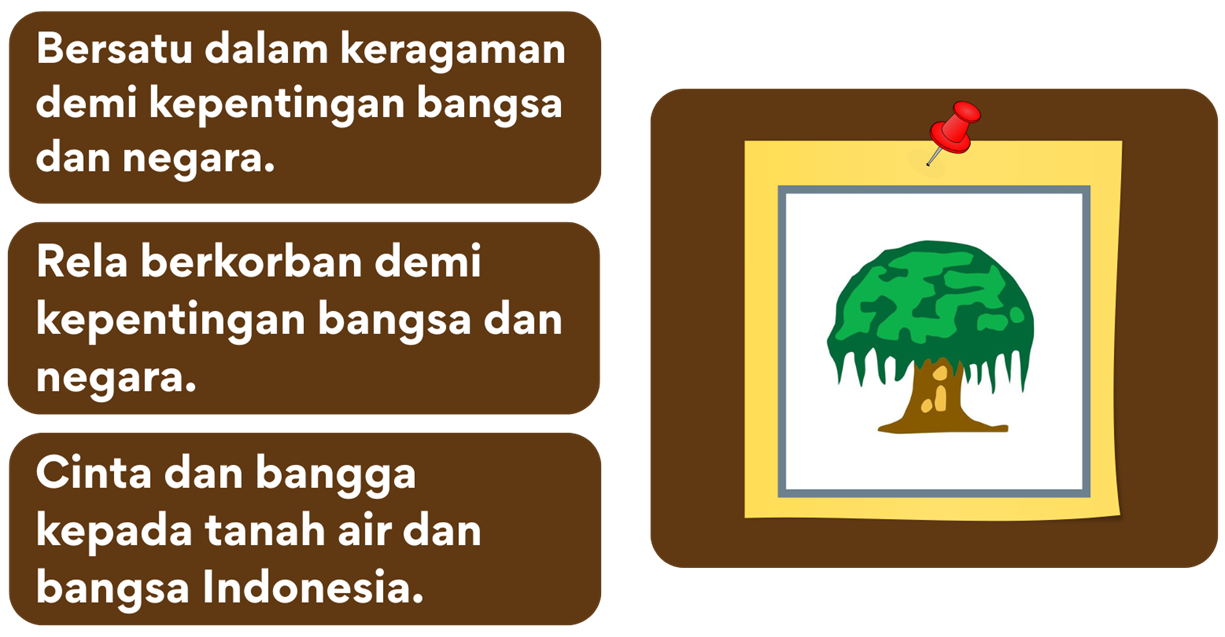 Bersatu dalam keragaman
demi kepentingan bangsa
dan negara.
Rela berkorban demi
kepentingan bangsa dan
negara.
Cinta dan bangga
kepada tanah air dan
bangsa Indonesia.